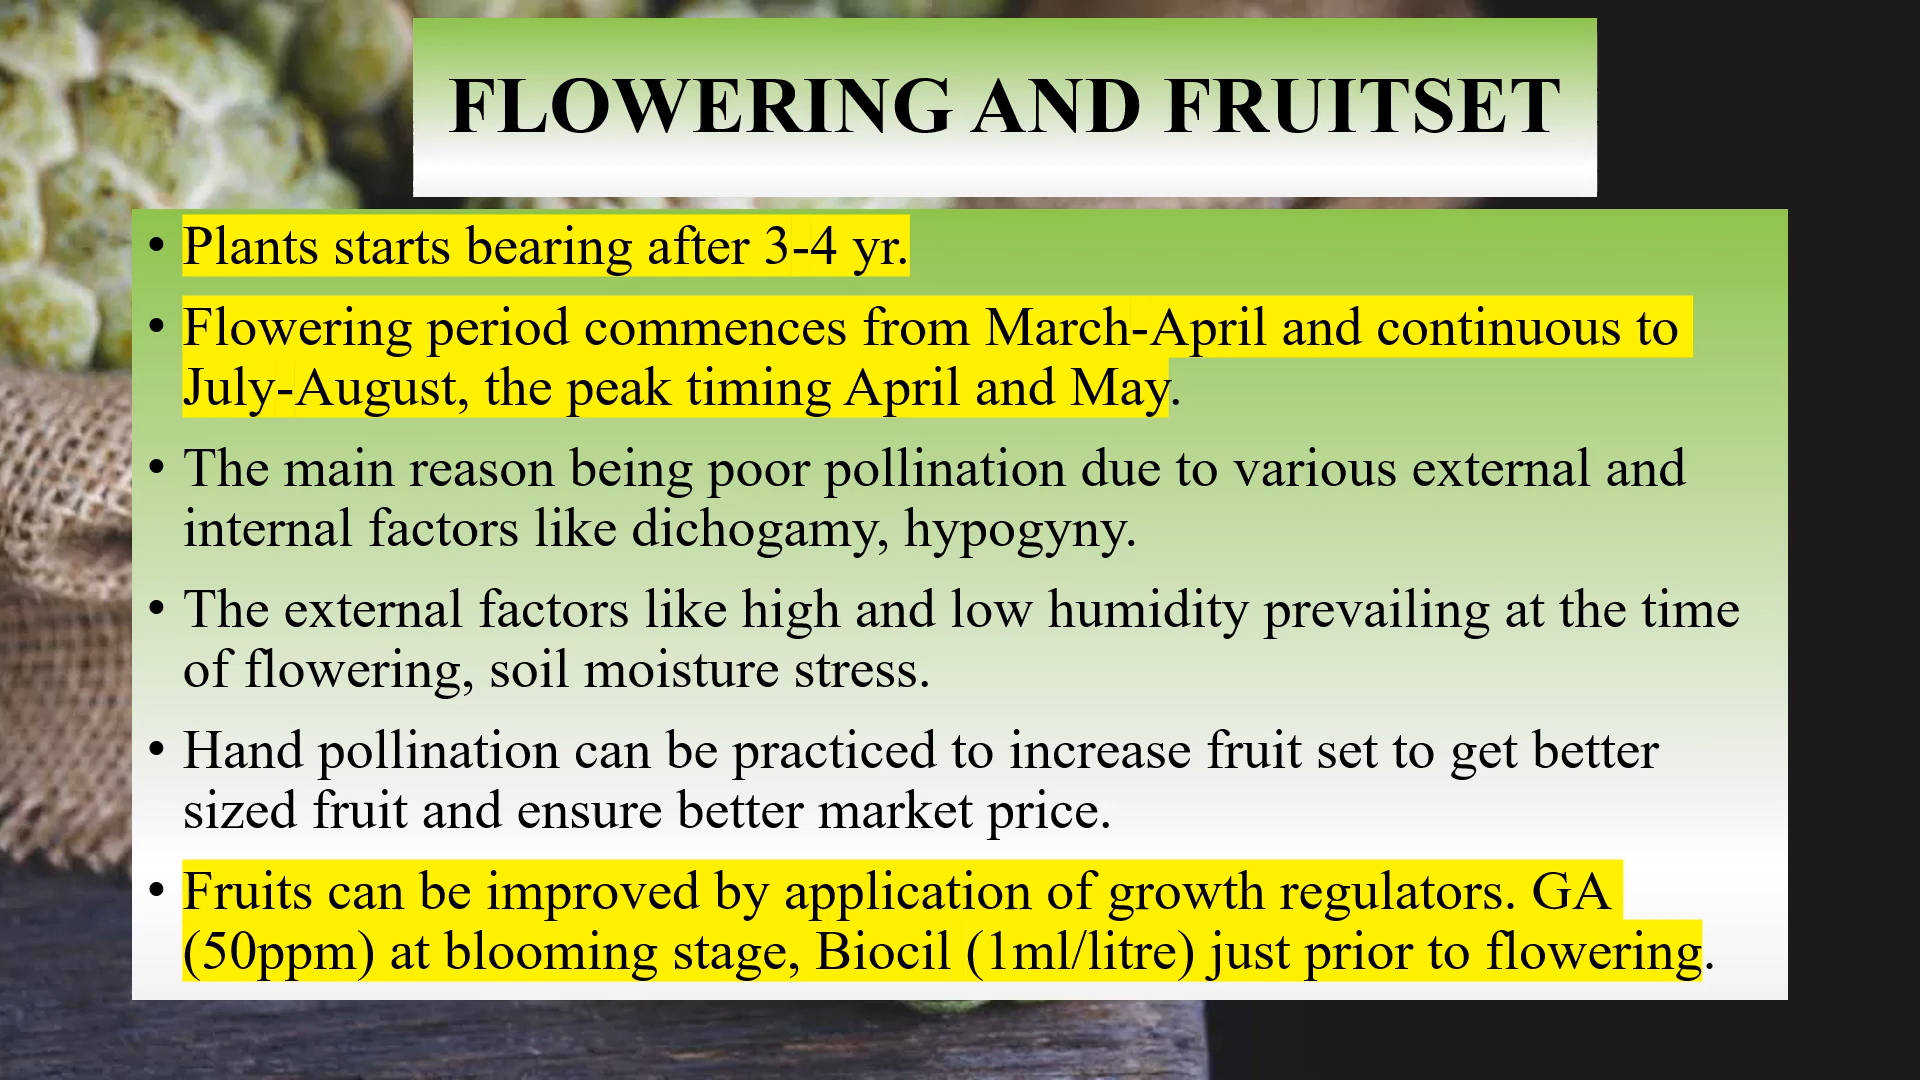 FLOWERING AND FRUITSET
• Plants starts bearing after 3-4 yr.
• Flowering period commences from March-April and continuous to
July-August, the peak timing April and May.
• The main reason being poor pollination due to various external and
internal factors like dichogamy, hypogyny.
• The external factors like high and low humidity prevailing at the time
of flowering, soil moisture stress.
• Hand pollination can be practiced to increase fruit set to get better
sized fruit and ensure better market price.
• Fruits can be improved by application of growth regulators. GA
(50ppm) at blooming stage, Biocil (1ml/litre) just prior to flowering.